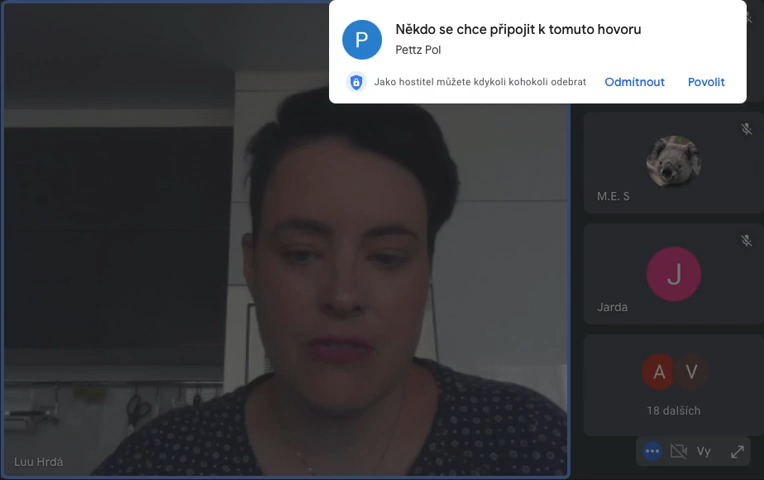 P
Někdo se chce připojit k tomuto hovoru
Pettz Pol
Jako hostitel můžete kdykoli kohokoli odebrat
Odmítnout
Povolit
M.E. S
J
Jarda
A V
18 dalších
Luu Hrdá
Vy